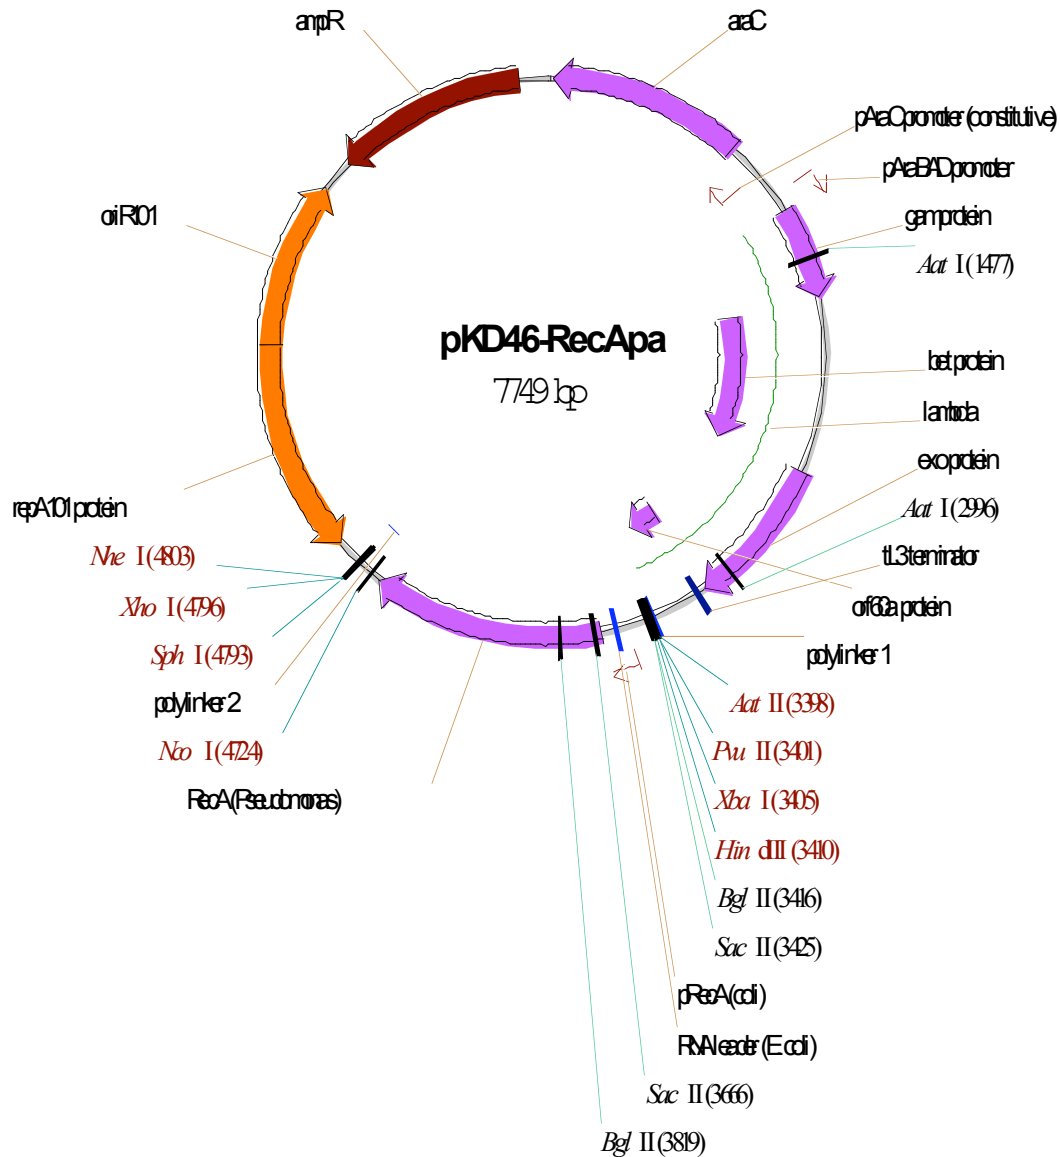 ampR
araC
pAraC promoter (constitutive)
pAraBAD promoter
oriR101
gam protein
Aat I (1477)
pKD46-RecApa
7749 bp
bet protein
lambda
exo protein
Aat I (2996)
repA101 protein
Nhe I (4803)
tL3 terminator
Xho I (4796)
orf60a protein
Sph I (4793)
polylinker 1
polylinker 2
Aat II (3398)
Nco I (4724)
Pvu II (3401)
RecA (Pseudomonas)
Xba I (3405)
Hin dIII (3410)
Bgl II (3416)
Sac II (3425)
pRecA (coli)
RNA leader (E coli)
Sac II (3666)
Bgl II (3819)